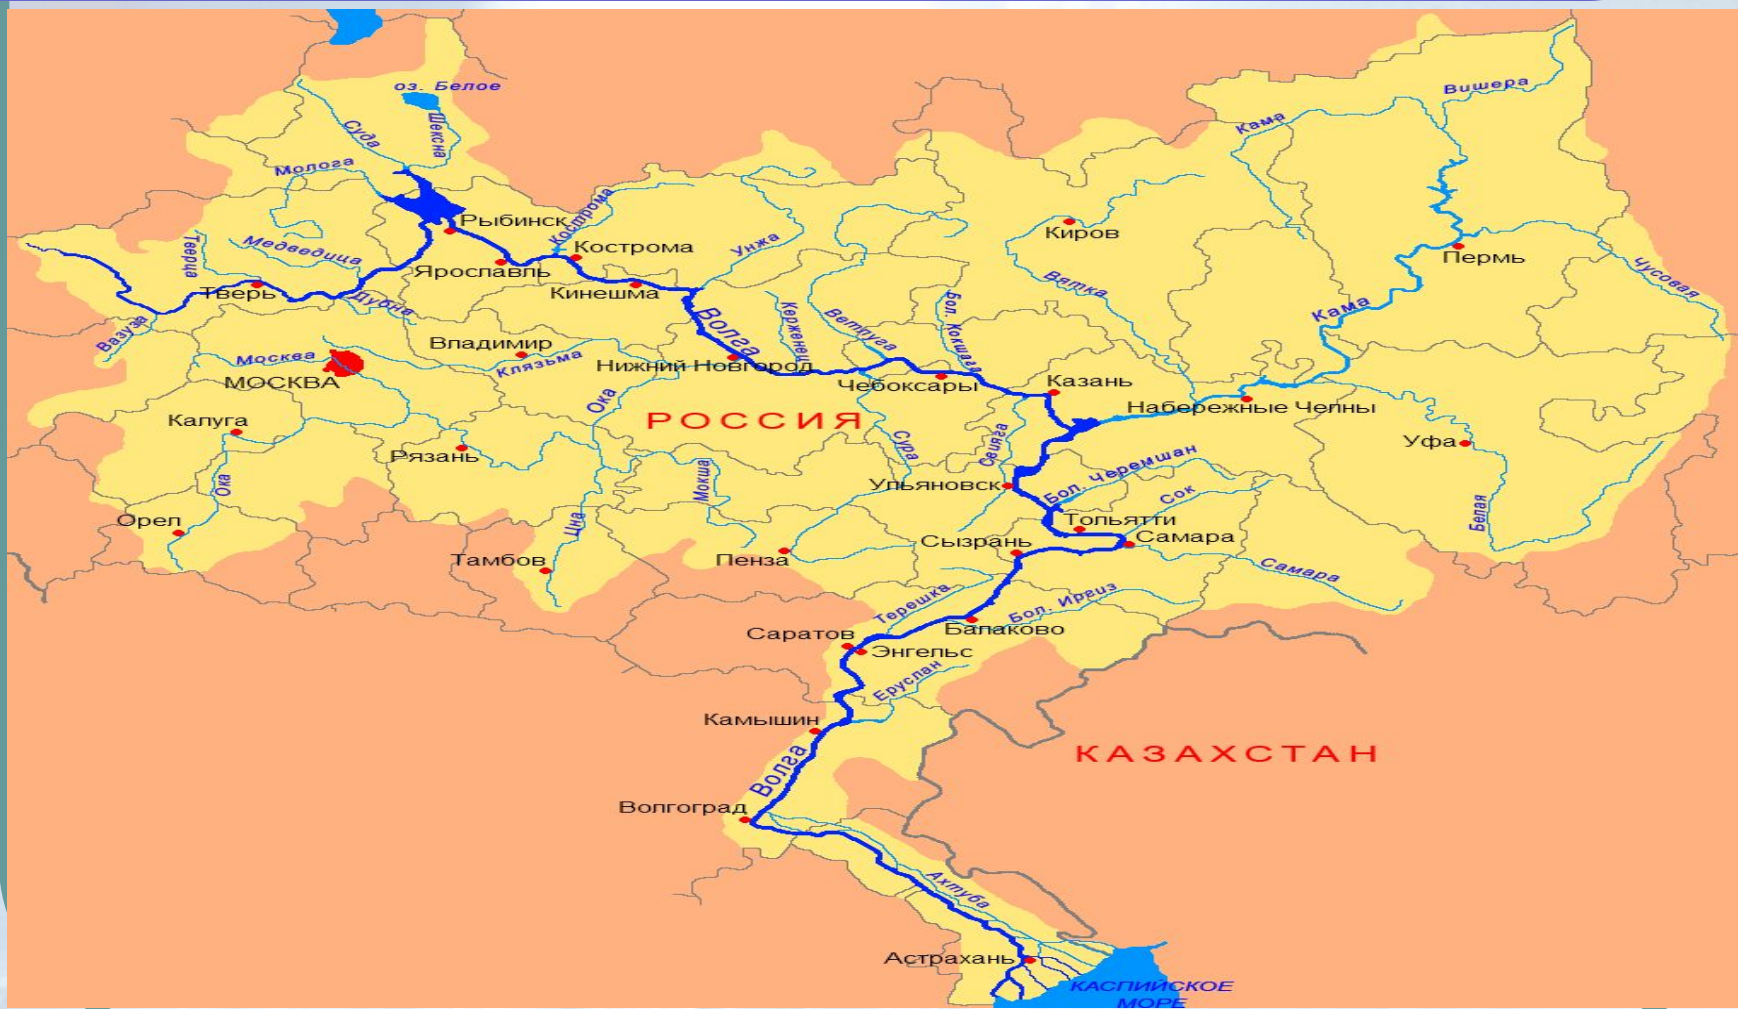 оз. Белое
Вишера
Суда
Шексна
Кама
Молога
Кострома
Рыбинск
Киров
Тверца
Медведица
Кострома
Унжа
Пермь
Ярославль
Чусовая
Тверь
Кинешма
Вятка
Дубна
Бол. Кокшага
Кама
Вазуза
Волга
Керженец
Ветлуга
Владимир
Москва
Клязьма
Нижний Новгород
МОСКВА
Чебоксары
Казань
Ока
Набережные Челны
Калуга
РОССИЯ
Уфа
Рязань
Сура
Свияга
Ока
Мокша
Ульяновск
Бол. Черемшан
Сок
Белая
Орел
Цна
Тольятти
Самара
Сызрань
Тамбов
Пенза
Самара
Терешка
Бол. Иргиз
Балаково
Саратов
Энгельс
Еруслан
Камышин
КАЗАХСТАН
Волга
Волгоград
Ахтуба
Астрахань
КАСПИЙСКОЕ
МОРЕ